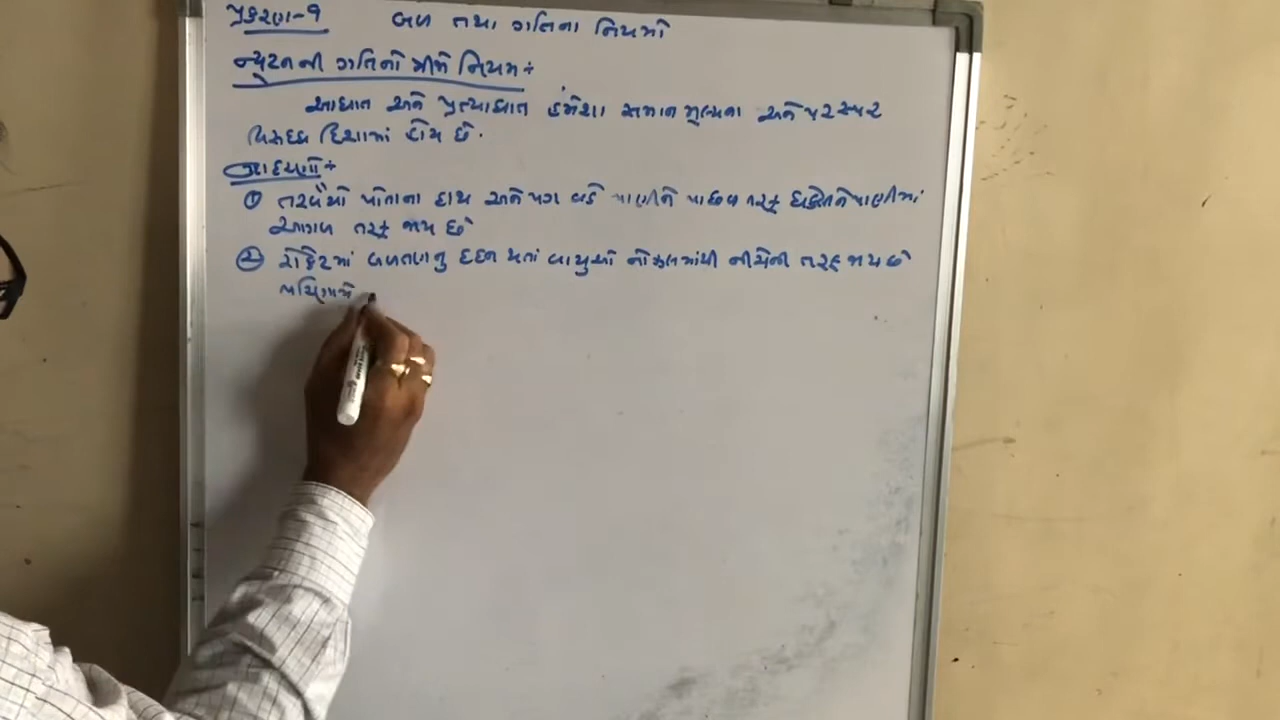 પ્રકરણ-૧ બળ તથા ગતિના નિયમો
ન્યુટનની ગતિનો ત્રીજો નિયમ:
આઘાત અને પ્રત્યાઘાત હંમેશા સમાન મુલ્યના અને પરસ્પર
વિરુધ્ધ દિશામાં હોય છે.
ઉદાહરણો:
① તરવૈયો પોતાના હાથ અને પગ વડે પાણીને પાછળ તરફ ધકેલીને પાણીમાં
આગળ તરફ જાય છે
② રોકેટમાં બળતણનુ દહન થતાં વાયુઓ નોઝલમાંથી નીચેની તરફ જાય છે